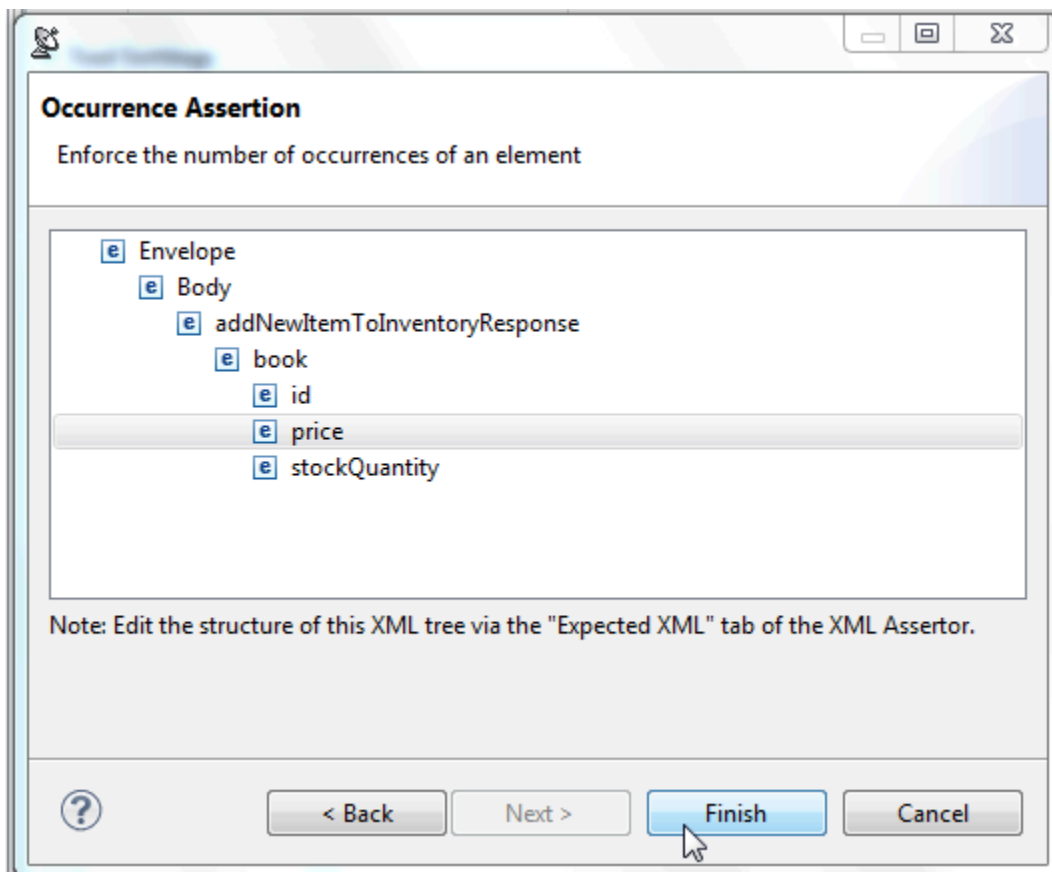 Occurrence Assertion
Enforce the number of occurrences of an element
e Envelope
e Body
e addNewItemToInventoryResponse
e book
e id
e price
e stockQuantity
Note: Edit the structure of this XML tree via the "Expected XML" tab of the XML Assertor.
? < Back Next > Finish Cancel